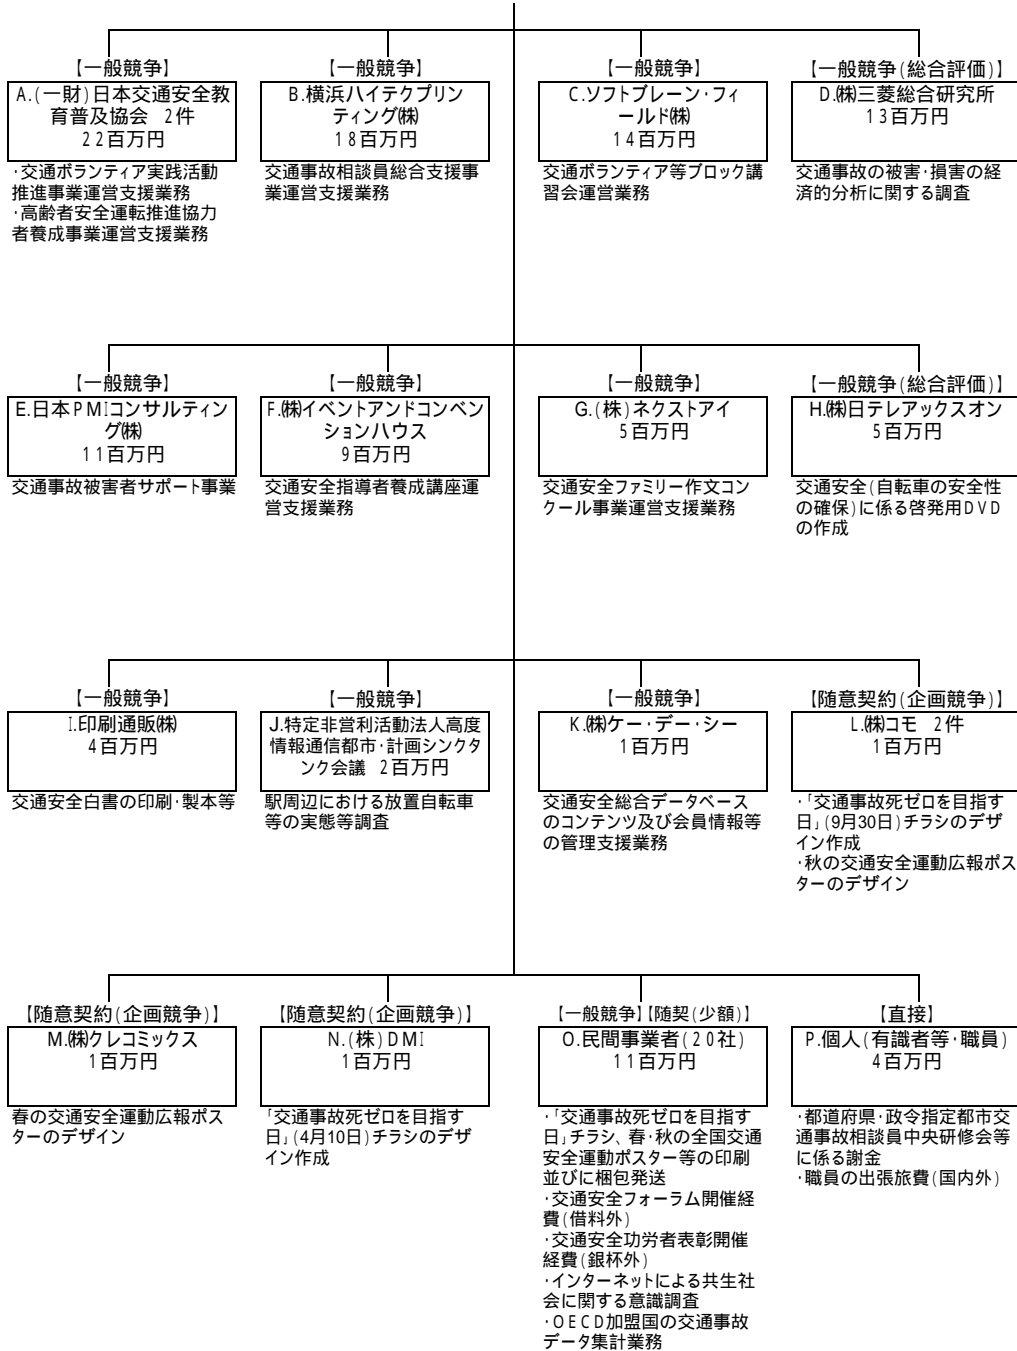 【一般競争】
A.(一財)日本交通安全教
育普及協会 2件
22百万円
・交通ボランティア実践活動
推進事業運営支援業務
・高齢者安全運転推進協力
者養成事業運営支援業務
【一般競争】
B.横浜ハイテクプリン
ティング㈱
18百万円
交通事故相談員総合支援事
業運営支援業務
【一般競争】
C.ソフトブレーン・フィ
ールド㈱
14百万円
交通ボランティア等ブロック講
習会運営業務
【一般競争(総合評価)】
D.㈱三菱総合研究所
13百万円
交通事故の被害・損害の経
済的分析に関する調査
【一般競争】
E.日本PMIコンサルティン
グ㈱
11百万円
交通事故被害者サポート事業
【一般競争】
F.㈱イベントアンドコンベン
ションハウス
9百万円
交通安全指導者養成講座運
営支援業務
【一般競争】
G.(株)ネクストアイ
5百万円
交通安全ファミリー作文コン
クール事業運営支援業務
【一般競争(総合評価)】
H.㈱日テレアックスオン
5百万円
交通安全(自転車の安全性
の確保)に係る啓発用DVD
の作成
【一般競争】
I.印刷通販㈱
4百万円
交通安全白書の印刷・製本等
【一般競争】
J.特定非営利活動法人高度
情報通信都市・計画シンクタ
ンク会議 2百万円
駅周辺における放置自転車
等の実態等調査
【一般競争】
K.㈱ケー・デー・シー
1百万円
交通安全総合データベース
のコンテンツ及び会員情報等
の管理支援業務
【随意契約(企画競争)】
L.㈱コモ 2件
1百万円
・「交通事故死ゼロを目指す
日」(9月30日)チラシのデザ
イン作成
・秋の交通安全運動広報ポス
ターのデザイン
【随意契約(企画競争)】
M.㈱クレコミックス
1百万円
春の交通安全運動広報ポス
ターのデザイン
【随意契約(企画競争)】
N.(株)DMI
1百万円
「交通事故死ゼロを目指す
日」(4月10日)チラシのデザ
イン作成
【一般競争】【随契(少額)】
O.民間事業者(20社)
11百万円
・「交通事故死ゼロを目指す
日」チラシ、春・秋の全国交通
安全運動ポスター等の印刷
並びに梱包発送
・交通安全フォーラム開催経
費(借料外)
・交通安全功労者表彰開催
経費(銀杯外)
・インターネットによる共生社
会に関する意識調査
・OECD加盟国の交通事故
データ集計業務
【直接】
P.個人(有識者等・職員)
4百万円
・都道府県・政令指定都市交
通事故相談員中央研修会等
に係る謝金
・職員の出張旅費(国内外)